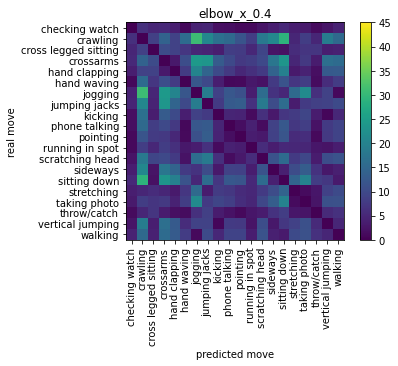 elbow_x_0.4
real move
checking watch
crawling
cross legged sitting
crossarms
hand clapping
hand waving
jogging
jumping jacks
kicking
phone talking
pointing
running in spot
scratching head
sideways
sitting down
stretching
taking photo
throw/catch
vertical jumping
walking
checking watch
crawling
cross legged sitting
crossarms
hand clapping
hand waving
jogging
jumping jacks
kicking
phone talking
pointing
running in spot
scratching head
sideways
sitting down
stretching
taking photo
throw/catch
vertical jumping
walking
predicted move
45
40
35
30
25
20
15
10
5
0